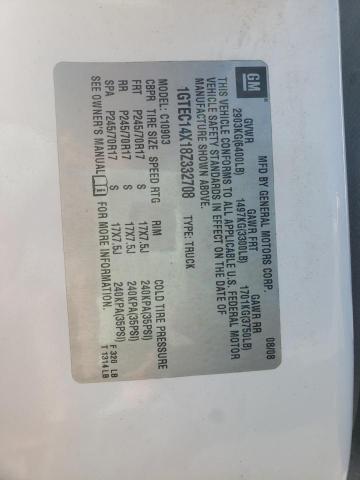 GM
MFD BY GENERAL MOTORS CORP. 08/08
GVWR GAWR FRT GAWR RR
2903KG(6400LB) 1497KG(3300LB) 1701KG(3750LB)
THIS VEHICLE CONFORMS TO ALL APPLICABLE U.S. FEDERAL MOTOR
VEHICLE SAFETY STANDARDS IN EFFECT ON THE DATE OF
MANUFACTURE SHOWN ABOVE.
1GTEC14X18Z332708 TYPE: TRUCK
MODEL: C10903
CBPR TIRE SIZE SPEED RTG RIM COLD TIRE PRESSURE
FRT P245/70R17 S 17X7.5J 240KPA(35PSI)
RR P245/70R17 S 17X7.5J 240KPA(35PSI)
SPA P245/70R17 S 17X7.5J 240KPA(35PSI)
SEE OWNER'S MANUAL i FOR MORE INFORMATION.
F 320 LB
T 1314 LB